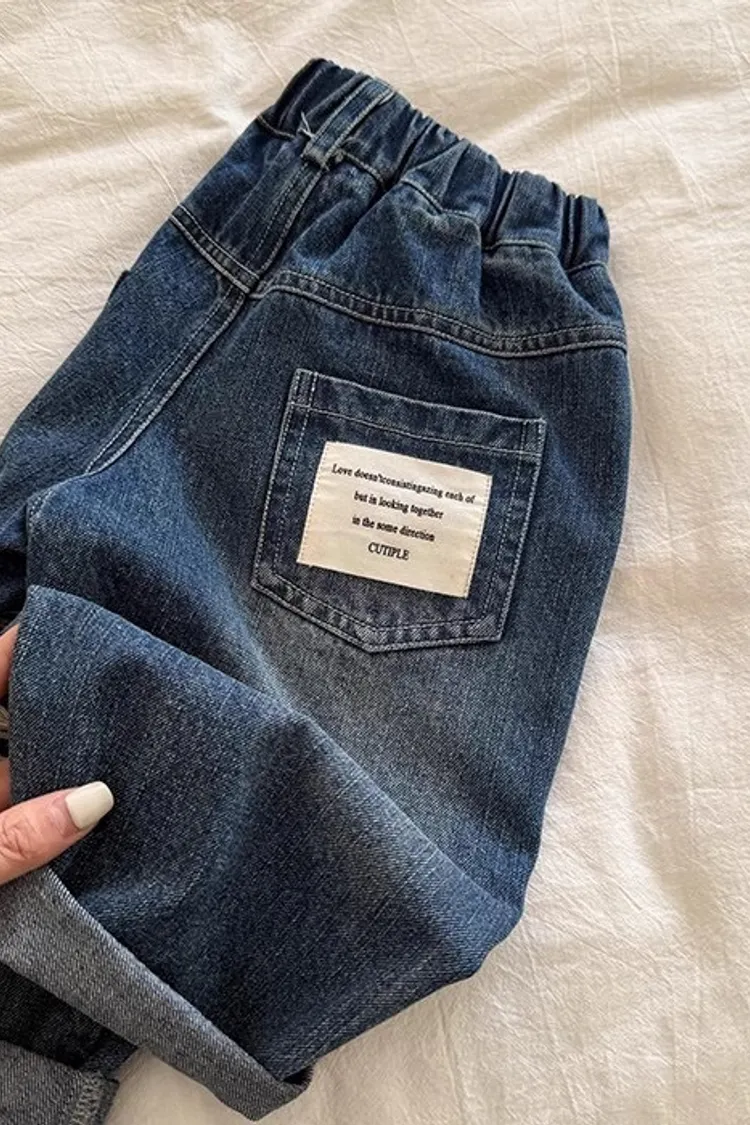 Love doesn'tconsistingazing each of
but in looking together
in the some direction
CUTIPLE